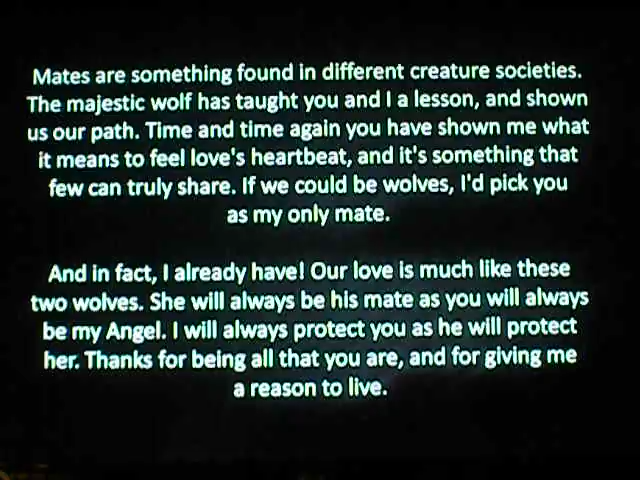 Mates are something found in different creature societies.
The majestic wolf has taught you and I a lesson, and shown
us our path. Time and time again you have shown me what
it means to feel love's heartbeat, and it's something that
few can truly share. If we could be wolves, I'd pick you
as my only mate.
And in fact, I already have! Our love is much like these
two wolves. She will always be his mate as you will always
be my Angel. I will always protect you as he will protect
her. Thanks for being all that you are, and for giving me
a reason to live.